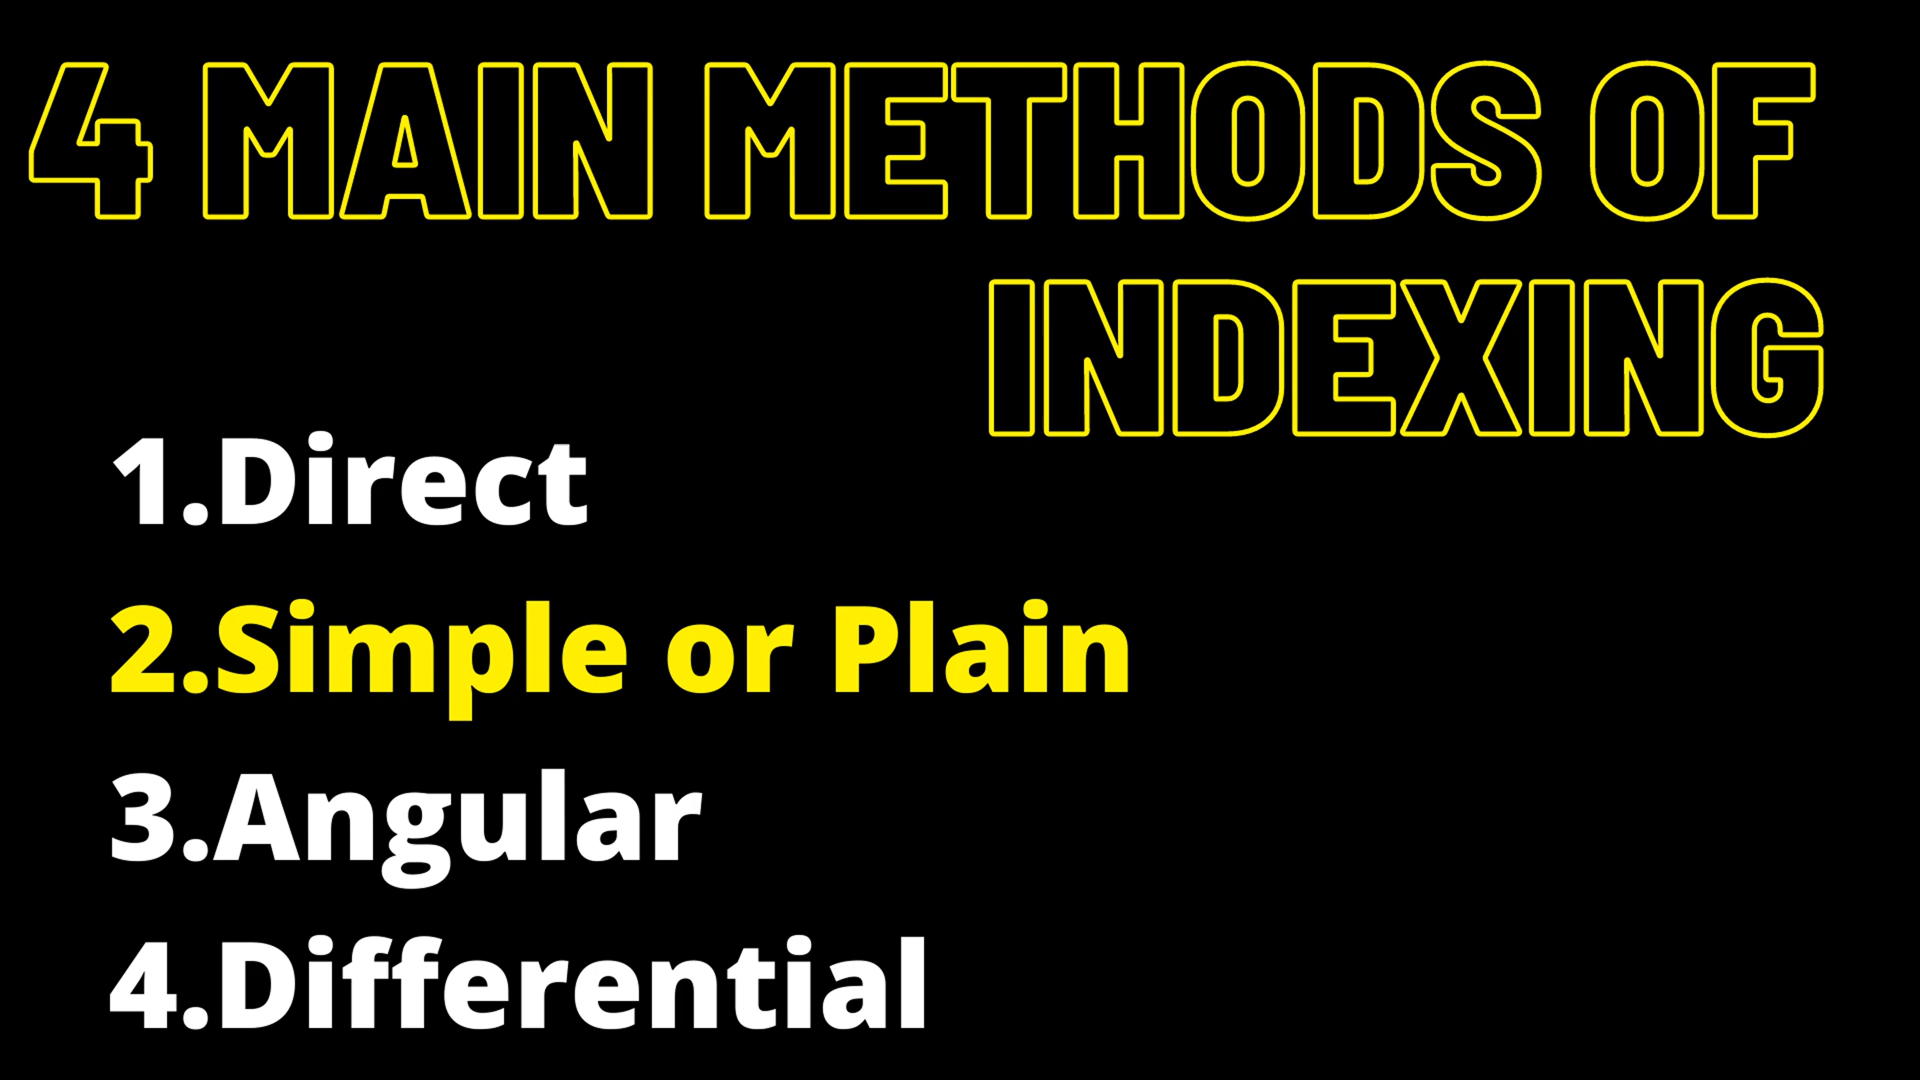 4 MAIN METHODS OF
INDEXING
1.Direct
2.Simple or Plain
3.Angular
4.Differential